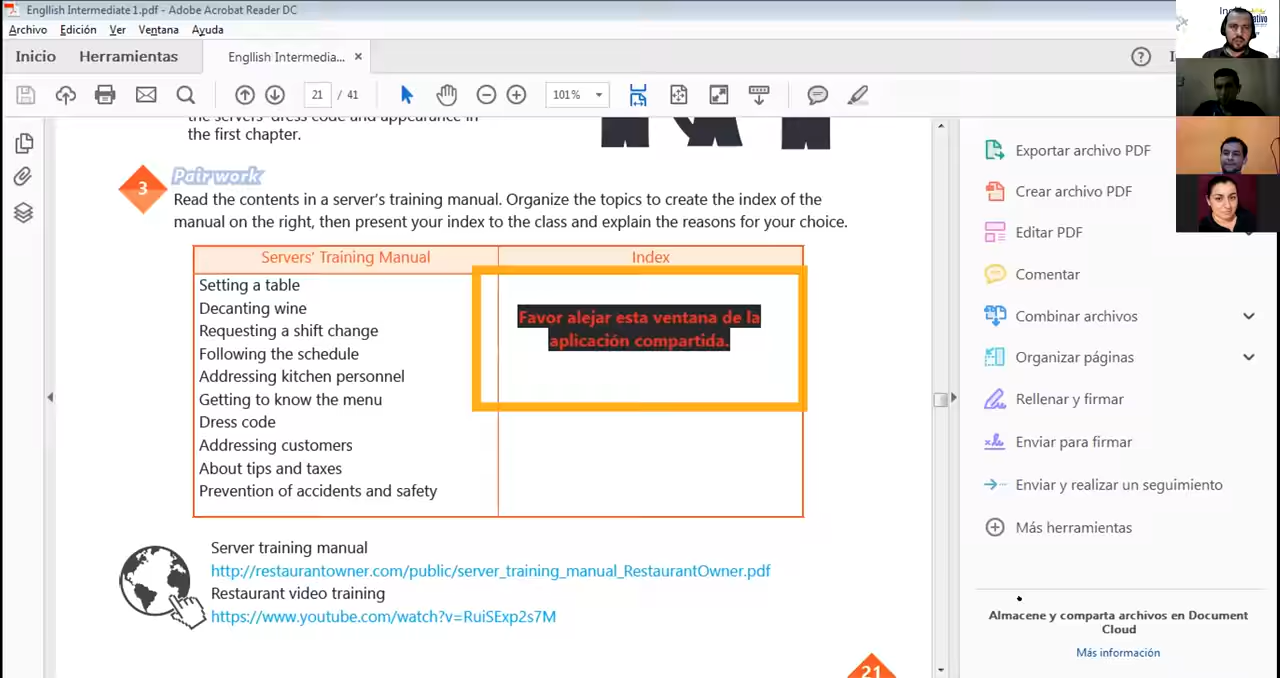 Engllish Intermediate 1.pdf - Adobe Acrobat Reader DC
Archivo Edición Ver Ventana Ayuda
Inicio Herramientas Engllish Intermedia... ×
21 / 41 101%
the servers' dress code and appearance in
the first chapter.
3 Pair work
Read the contents in a server's training manual. Organize the topics to create the index of the
manual on the right, then present your index to the class and explain the reasons for your choice.
Servers' Training Manual Index
Setting a table
Decanting wine
Requesting a shift change
Following the schedule
Addressing kitchen personnel
Getting to know the menu
Dress code
Addressing customers
About tips and taxes
Prevention of accidents and safety
Favor alejar esta ventana de la
aplicación compartida.
Server training manual
http://restaurantowner.com/public/server_training_manual_RestaurantOwner.pdf
Restaurant video training
https://www.youtube.com/watch?v=RuiSExp2s7M
21
Exportar archivo PDF
Crear archivo PDF
Editar PDF
Comentar
Combinar archivos
Organizar páginas
Rellenar y firmar
Enviar para firmar
Enviar y realizar un seguimiento
Más herramientas
Almacene y comparta archivos en Document
Cloud
Más información